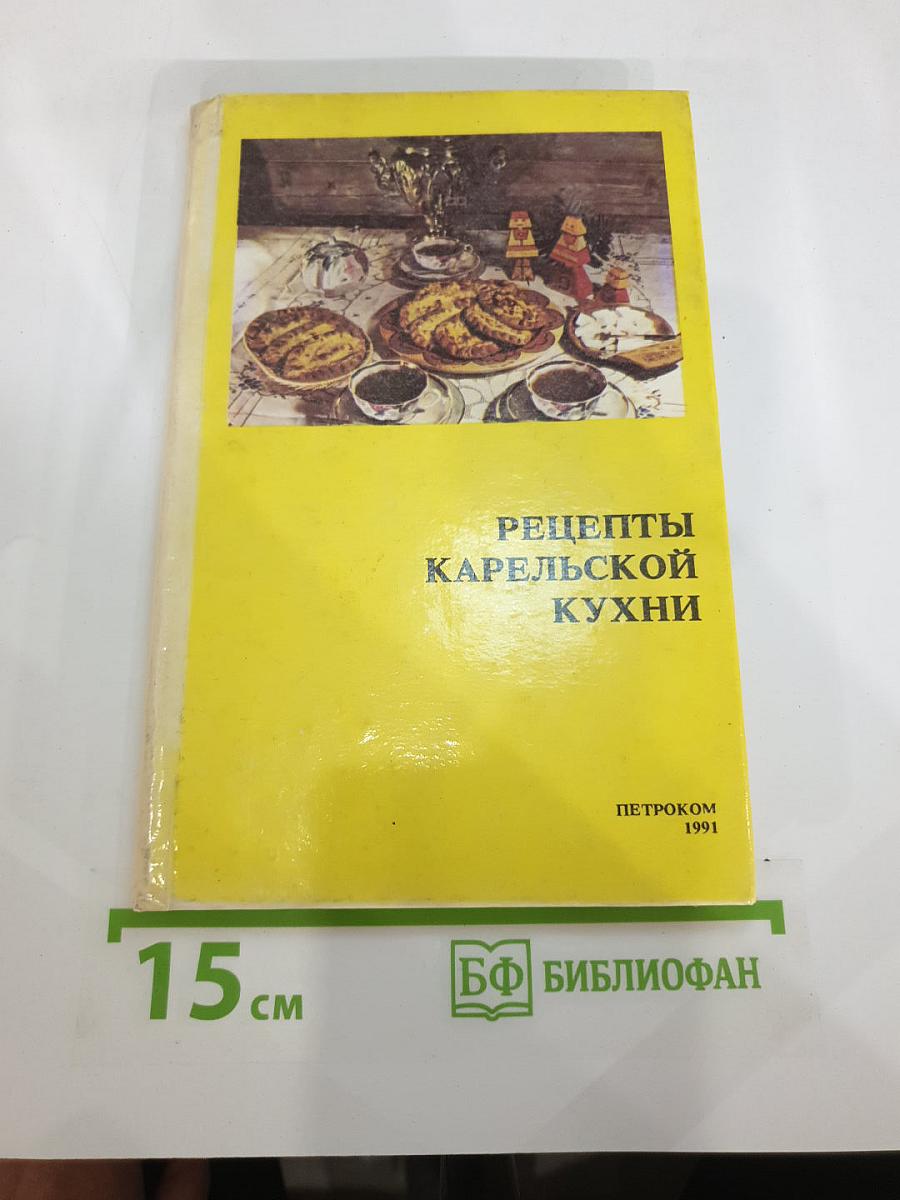 РЕЦЕПТЫ
КАРЕЛЬСКОЙ
КУХНИ
ПЕТРОКОМ
1991
15 см
БФ БИБЛИОФАН